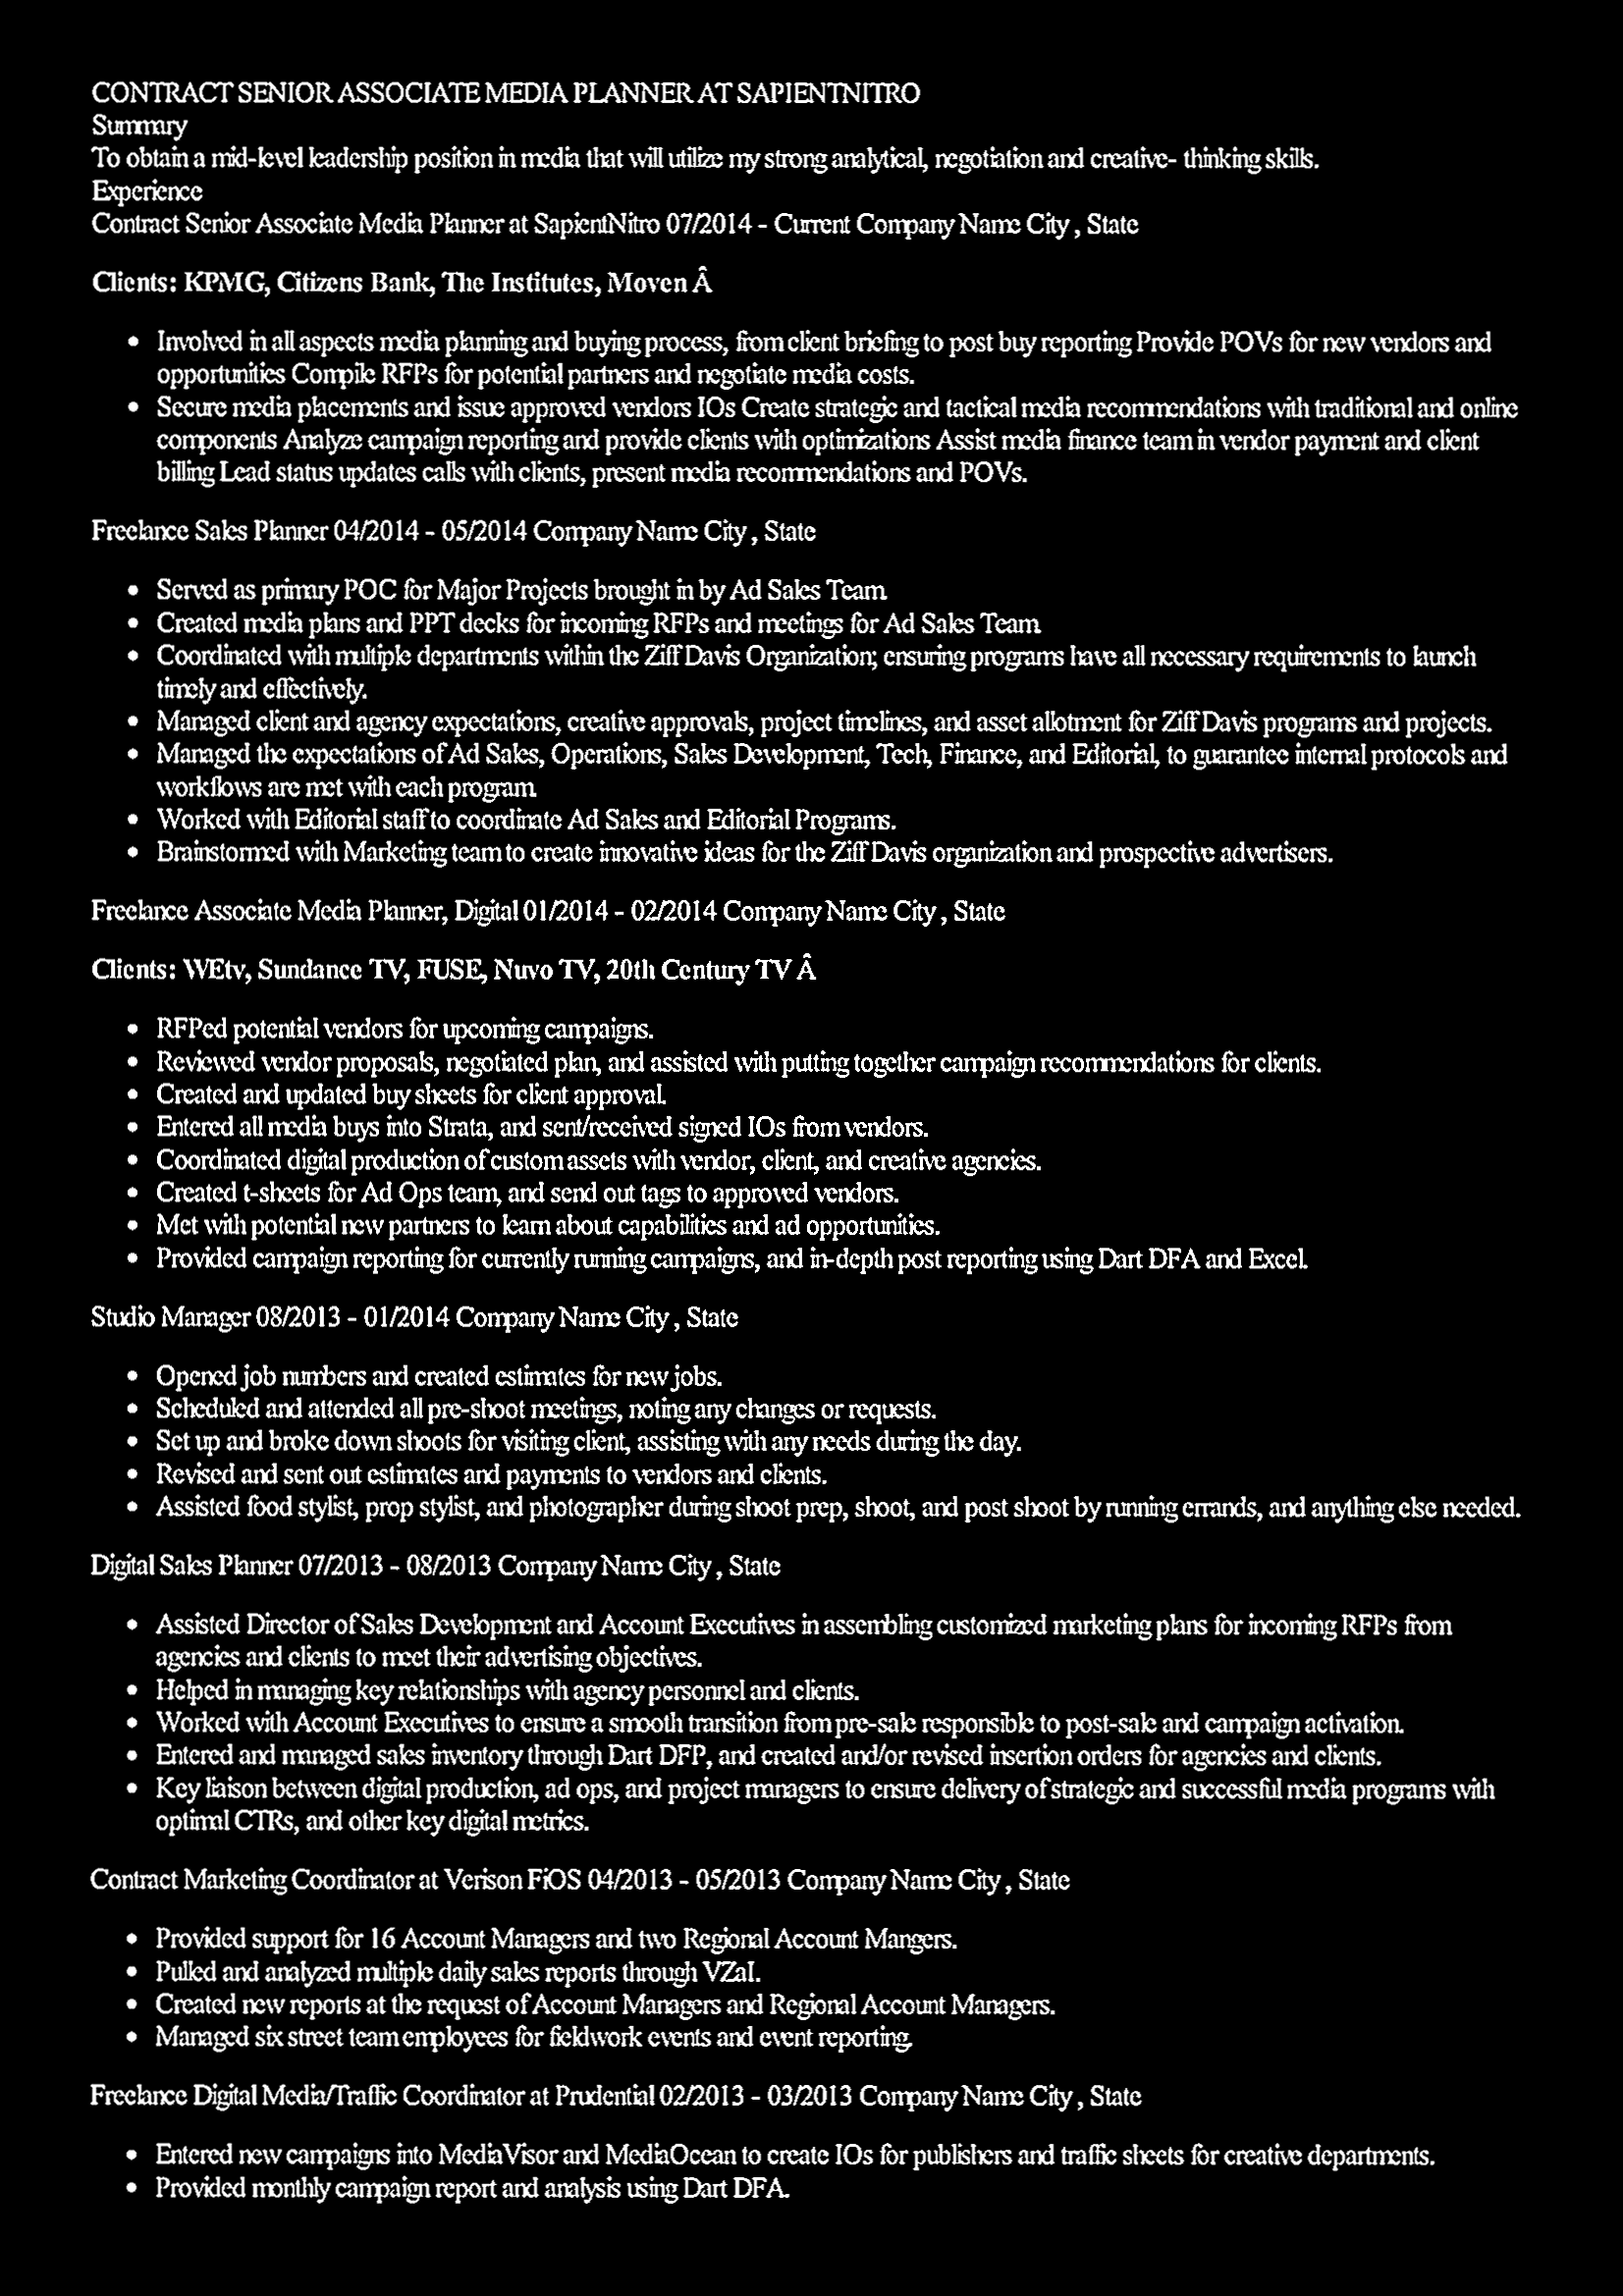 CONTRACT SENIOR ASSOCIATE MEDIA PLANNER AT SAPIENTNITRO
Summary
To obtain a mid-level leadership position in media that will utilize my strong analytical, negotiation and creative- thinking skills.
Experience
Contract Senior Associate Media Planner at SapientNitro 07/2014 - Current Company Name City , State
Clients: KPMG, Citizens Bank, The Institutes, Moven Â
• Involved in all aspects media planning and buying process, from client briefing to post buy reporting Provide POVs for new vendors and
opportunities Compile RFPs for potential partners and negotiate media costs.
• Secure media placements and issue approved vendors IOs Create strategic and tactical media recommendations with traditional and online
components Analyze campaign reporting and provide clients with optimizations Assist media finance team in vendor payment and client
billing Lead status updates calls with clients, present media recommendations and POVs.
Freelance Sales Planner 04/2014 - 05/2014 Company Name City , State
• Served as primary POC for Major Projects brought in by Ad Sales Team.
• Created media plans and PPT decks for incoming RFPs and meetings for Ad Sales Team.
• Coordinated with multiple departments within the Ziff Davis Organization; ensuring programs have all necessary requirements to launch
timely and effectively.
• Managed client and agency expectations, creative approvals, project timelines, and asset allotment for Ziff Davis programs and projects.
• Managed the expectations of Ad Sales, Operations, Sales Development, Tech, Finance, and Editorial, to guarantee internal protocols and
workflows are met with each program.
• Worked with Editorial staff to coordinate Ad Sales and Editorial Programs.
• Brainstormed with Marketing team to create innovative ideas for the Ziff Davis organization and prospective advertisers.
Freelance Associate Media Planner, Digital 01/2014 - 02/2014 Company Name City , State
Clients: WEtv, Sundance TV, FUSE, Nuvo TV, 20th Century TV Â
• RFPed potential vendors for upcoming campaigns.
• Reviewed vendor proposals, negotiated plan, and assisted with putting together campaign recommendations for clients.
• Created and updated buy sheets for client approval.
• Entered all media buys into Strata, and sent/received signed IOs from vendors.
• Coordinated digital production of custom assets with vendor, client, and creative agencies.
• Created t-sheets for Ad Ops team, and send out tags to approved vendors.
• Met with potential new partners to learn about capabilities and ad opportunities.
• Provided campaign reporting for currently running campaigns, and in-depth post reporting using Dart DFA and Excel.
Studio Manager 08/2013 - 01/2014 Company Name City , State
• Opened job numbers and created estimates for new jobs.
• Scheduled and attended all pre-shoot meetings, noting any changes or requests.
• Set up and broke down shoots for visiting client, assisting with any needs during the day.
• Revised and sent out estimates and payments to vendors and clients.
• Assisted food stylist, prop stylist, and photographer during shoot prep, shoot, and post shoot by running errands, and anything else needed.
Digital Sales Planner 07/2013 - 08/2013 Company Name City , State
• Assisted Director of Sales Development and Account Executives in assembling customized marketing plans for incoming RFPs from
agencies and clients to meet their advertising objectives.
• Helped in managing key relationships with agency personnel and clients.
• Worked with Account Executives to ensure a smooth transition from pre-sale responsible to post-sale and campaign activation.
• Entered and managed sales inventory through Dart DFP, and created and/or revised insertion orders for agencies and clients.
• Key liaison between digital production, ad ops, and project managers to ensure delivery of strategic and successful media programs with
optimal CTRs, and other key digital metrics.
Contract Marketing Coordinator at Verison FiOS 04/2013 - 05/2013 Company Name City , State
• Provided support for 16 Account Managers and two Regional Account Mangers.
• Pulled and analyzed multiple daily sales reports through VZaI.
• Created new reports at the request of Account Managers and Regional Account Managers.
• Managed six street team employees for fieldwork events and event reporting.
Freelance Digital Media/Traffic Coordinator at Prudential 02/2013 - 03/2013 Company Name City , State
• Entered new campaigns into MediaVisor and MediaOcean to create IOs for publishers and traffic sheets for creative departments.
• Provided monthly campaign report and analysis using Dart DFA.